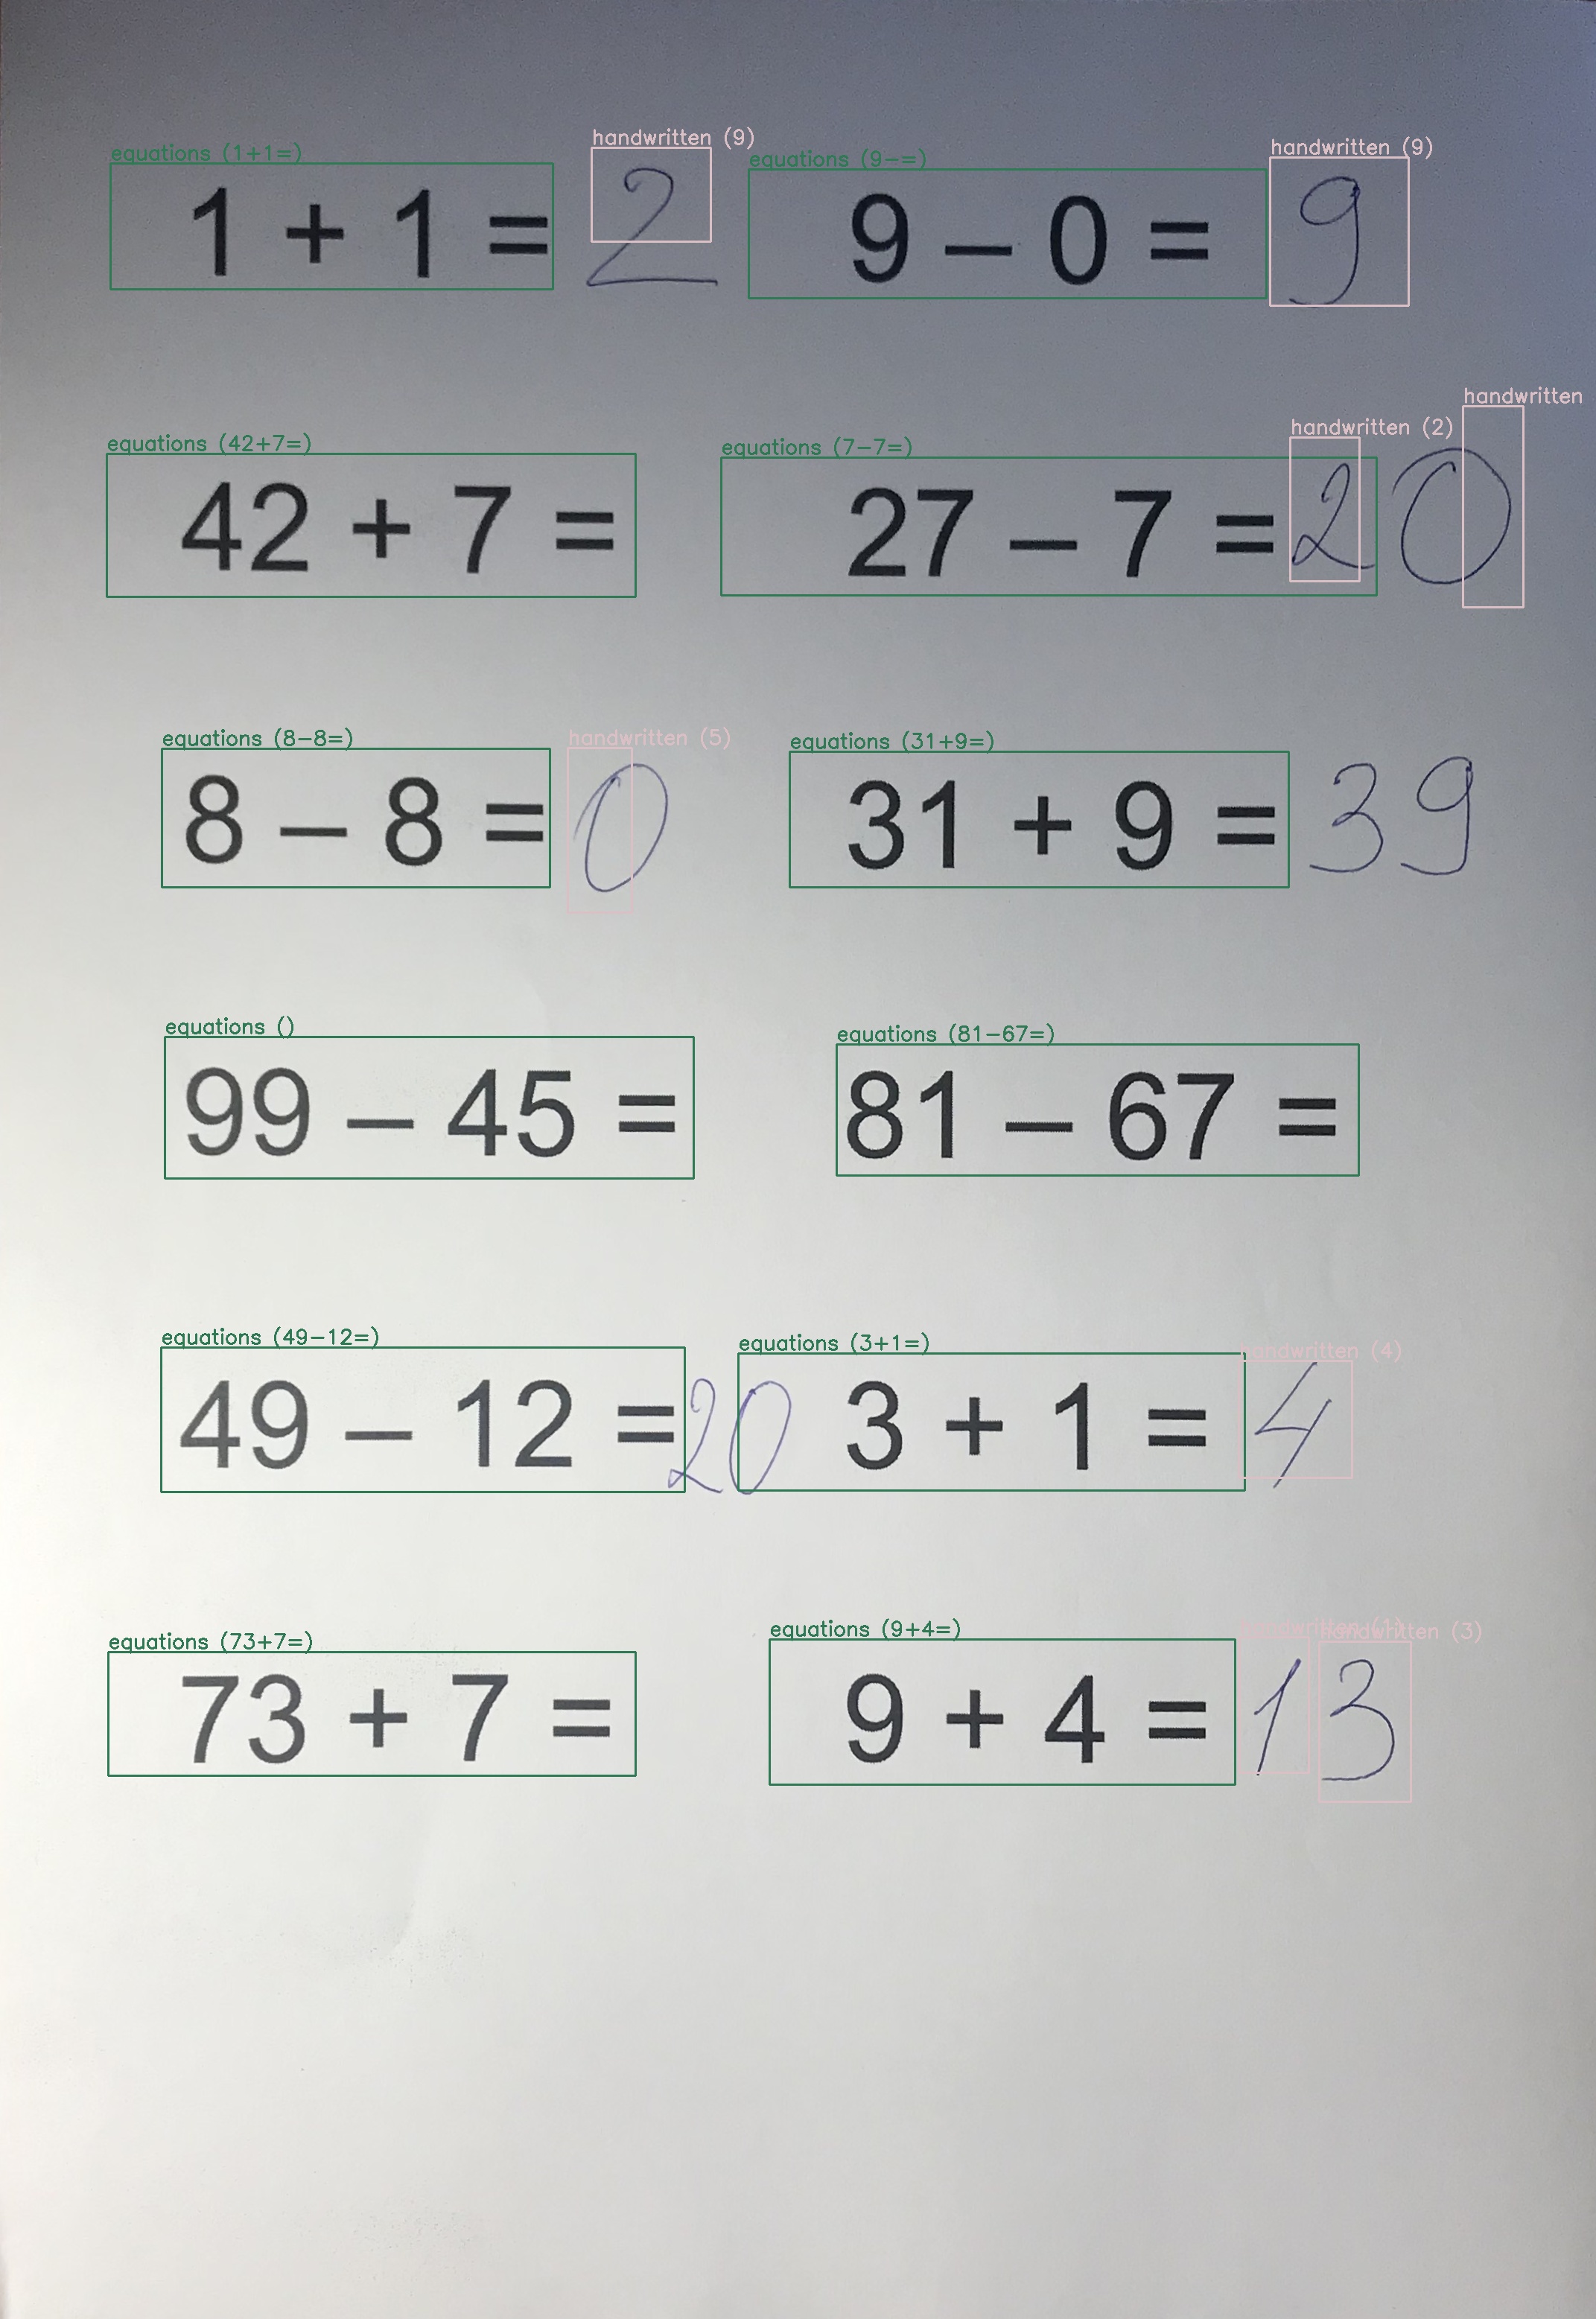 equations (1+1=) handwritten (9) equations (9-=) handwritten (9)
1 + 1 = 2 9 – 0 = 9
handwritten
equations (42+7=) equations (7-7=) handwritten (2)
42 + 7 = 27 – 7 = 20
equations (8-8=) handwritten (5) equations (31+9=)
8 – 8 = 0 31 + 9 = 39
equations () equations (81-67=)
99 – 45 = 81 – 67 =
equations (49-12=) equations (3+1=) handwritten (4)
49 – 12 = 20 3 + 1 = 4
equations (73+7=) equations (9+4=) handwritten (1) handwritten (3)
73 + 7 = 9 + 4 = 13